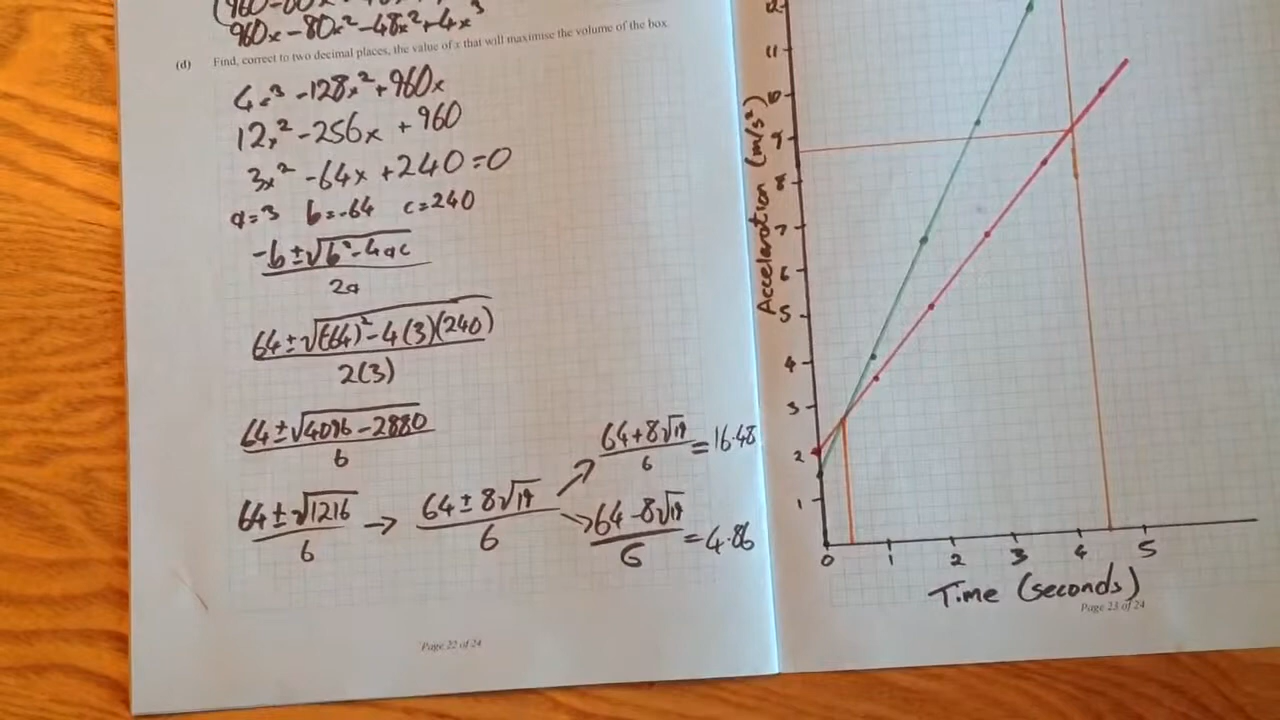 960x - 80x² - 48x² + 4x³
(d) Find, correct to two decimal places, the value of x that will maximise the volume of the box
4x³ - 128x² + 960x
12x² - 256x + 960
3x² - 64x + 240 = 0
a = 3 b = -64 c = 240
-b ± √b² - 4ac
2a
64 ± √(-64)² - 4(3)(240)
2(3)
64 ± √4096 - 2880
6
64 ± √1216
6
→
64 ± 8√19
6
64 + 8√19
6
= 16.48
64 - 8√19
6
= 4.86
Page 22 of 24
Acceleration (m/s²)
12
11
10
9
8
7
6
5
4
3
2
1
0 1 2 3 4 5
Time (seconds)
Page 23 of 24